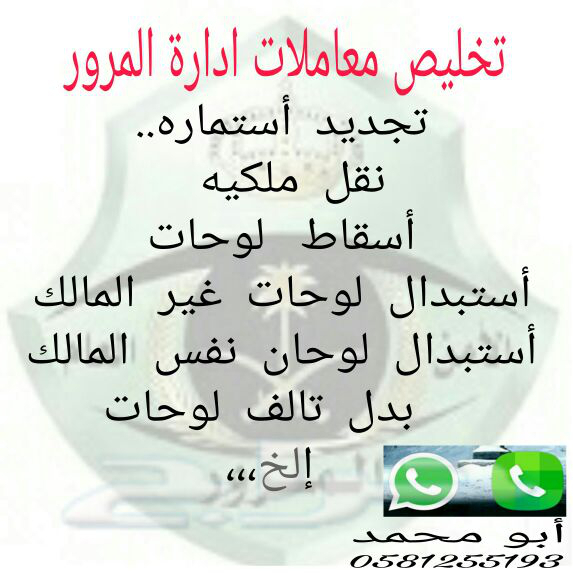 تخليص معاملات ادارة المرور
تجديد أستماره..
نقل ملكيه
أسقاط لوحات
أستبدال لوحات غير المالك
أستبدال لوحان نفس المالك
بدل تالف لوحات
إلخ,,,
أبو محمد
0581255193